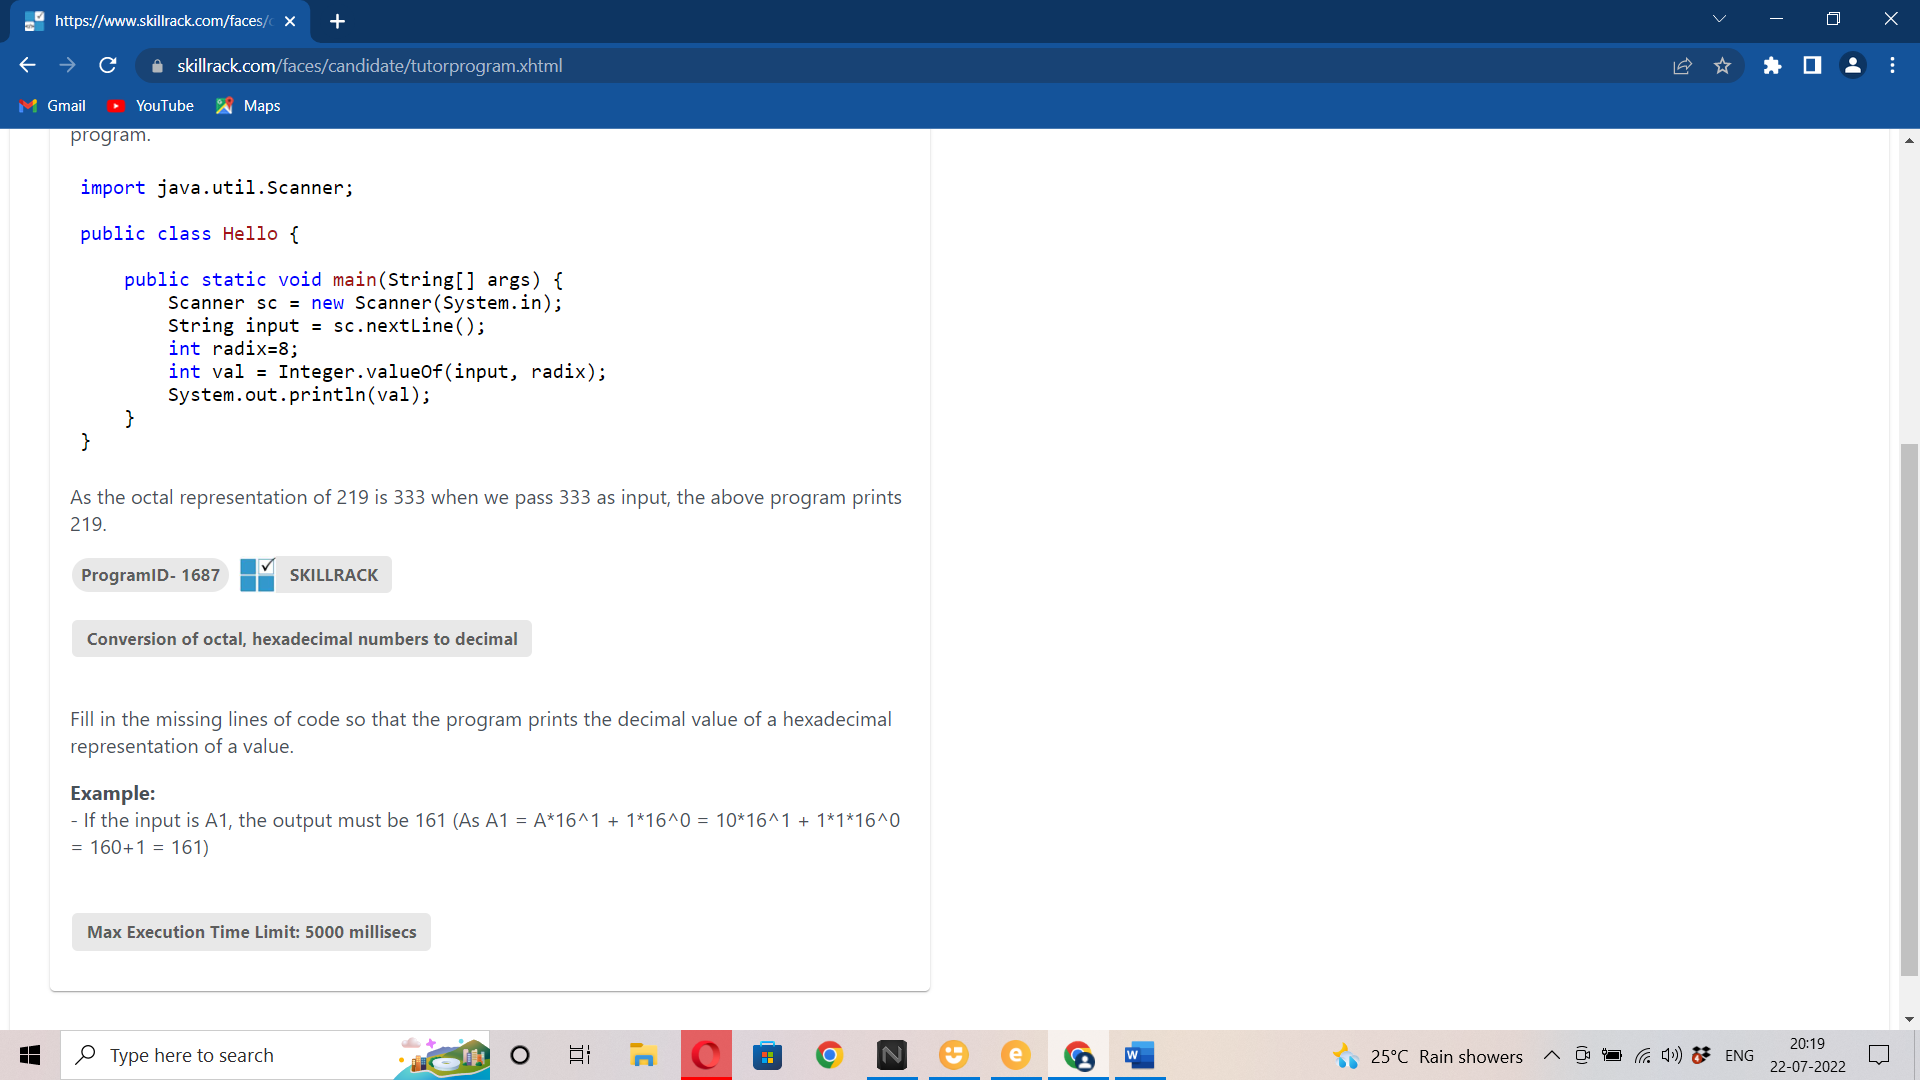 https://www.skillrack.com/faces/c
skillrack.com/faces/candidate/tutorprogram.xhtml
Gmail YouTube Maps
program.
import java.util.Scanner;
public class Hello {
public static void main(String[] args) {
Scanner sc = new Scanner(System.in);
String input = sc.nextLine();
int radix=8;
int val = Integer.valueOf(input, radix);
System.out.println(val);
}
}
As the octal representation of 219 is 333 when we pass 333 as input, the above program prints
219.
ProgramID- 1687 SKILLRACK
Conversion of octal, hexadecimal numbers to decimal
Fill in the missing lines of code so that the program prints the decimal value of a hexadecimal
representation of a value.
Example:
- If the input is A1, the output must be 161 (As A1 = A*16^1 + 1*16^0 = 10*16^1 + 1*1*16^0
= 160+1 = 161)
Max Execution Time Limit: 5000 millisecs
Type here to search
25°C Rain showers
ENG
20:19
22-07-2022